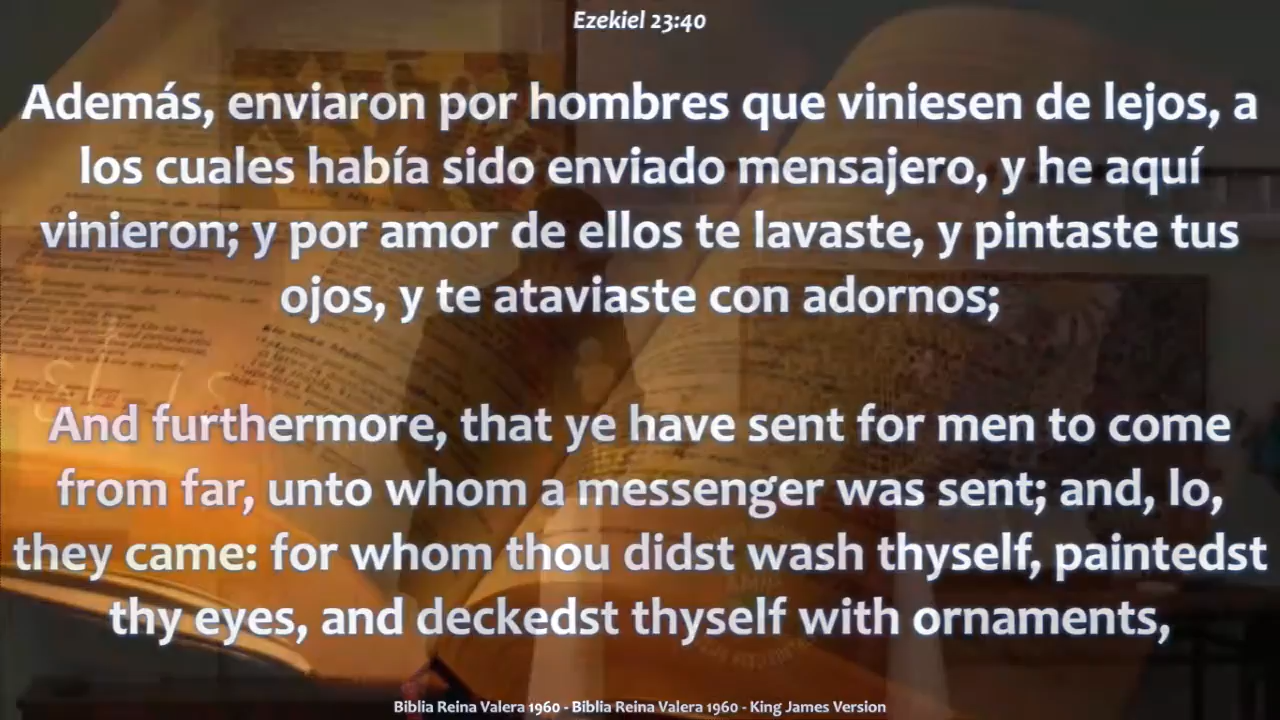 Ezekiel 23:40
Además, enviaron por hombres que viniesen de lejos, a
los cuales había sido enviado mensajero, y he aquí
vinieron; y por amor de ellos te lavaste, y pintaste tus
ojos, y te ataviaste con adornos;
And furthermore, that ye have sent for men to come
from far, unto whom a messenger was sent; and, lo,
they came: for whom thou didst wash thyself, paintedst
thy eyes, and deckedst thyself with ornaments,
Biblia Reina Valera 1960 - Biblia Reina Valera 1960 - King James Version